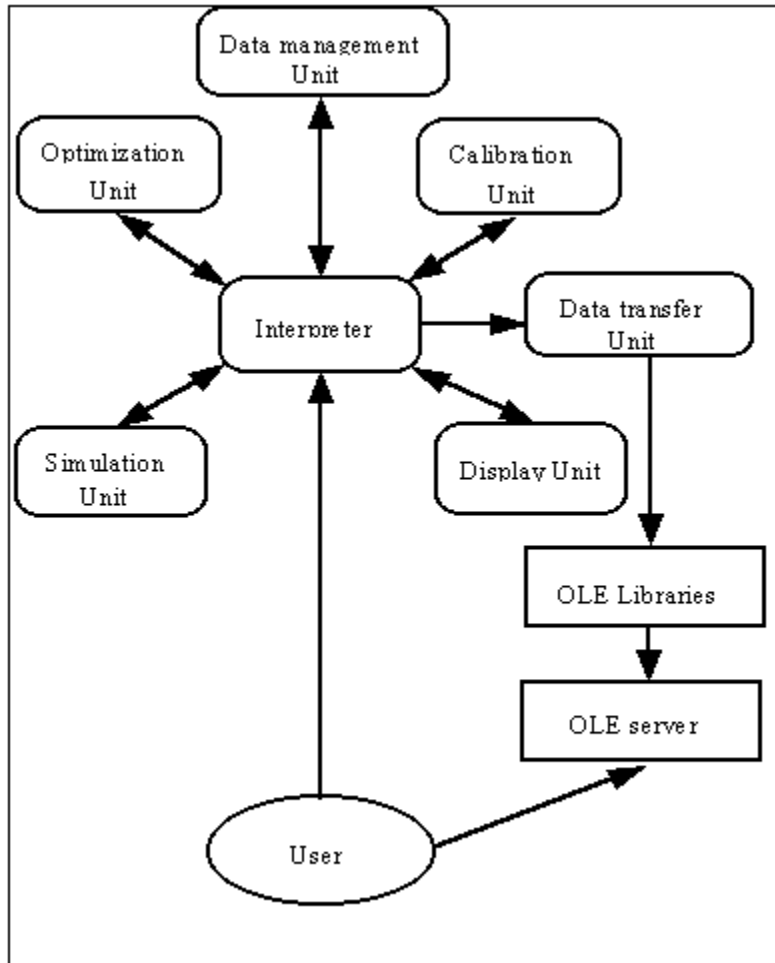 Data management
Unit
Optimization
Unit
Calibration
Unit
Interpreter
Data transfer
Unit
Simulation
Unit
Display Unit
OLE Libraries
OLE server
User